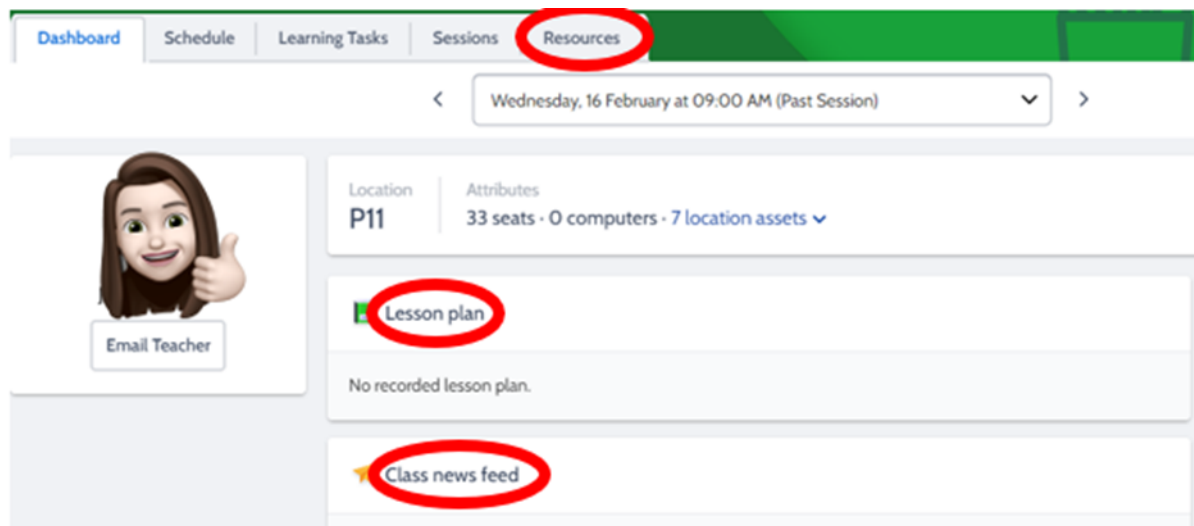 Dashboard Schedule Learning Tasks Sessions Resources
Wednesday, 16 February at 09:00 AM (Past Session)
Location Attributes
P11 33 seats · 0 computers · 7 location assets
Lesson plan
Email Teacher
No recorded lesson plan.
Class news feed